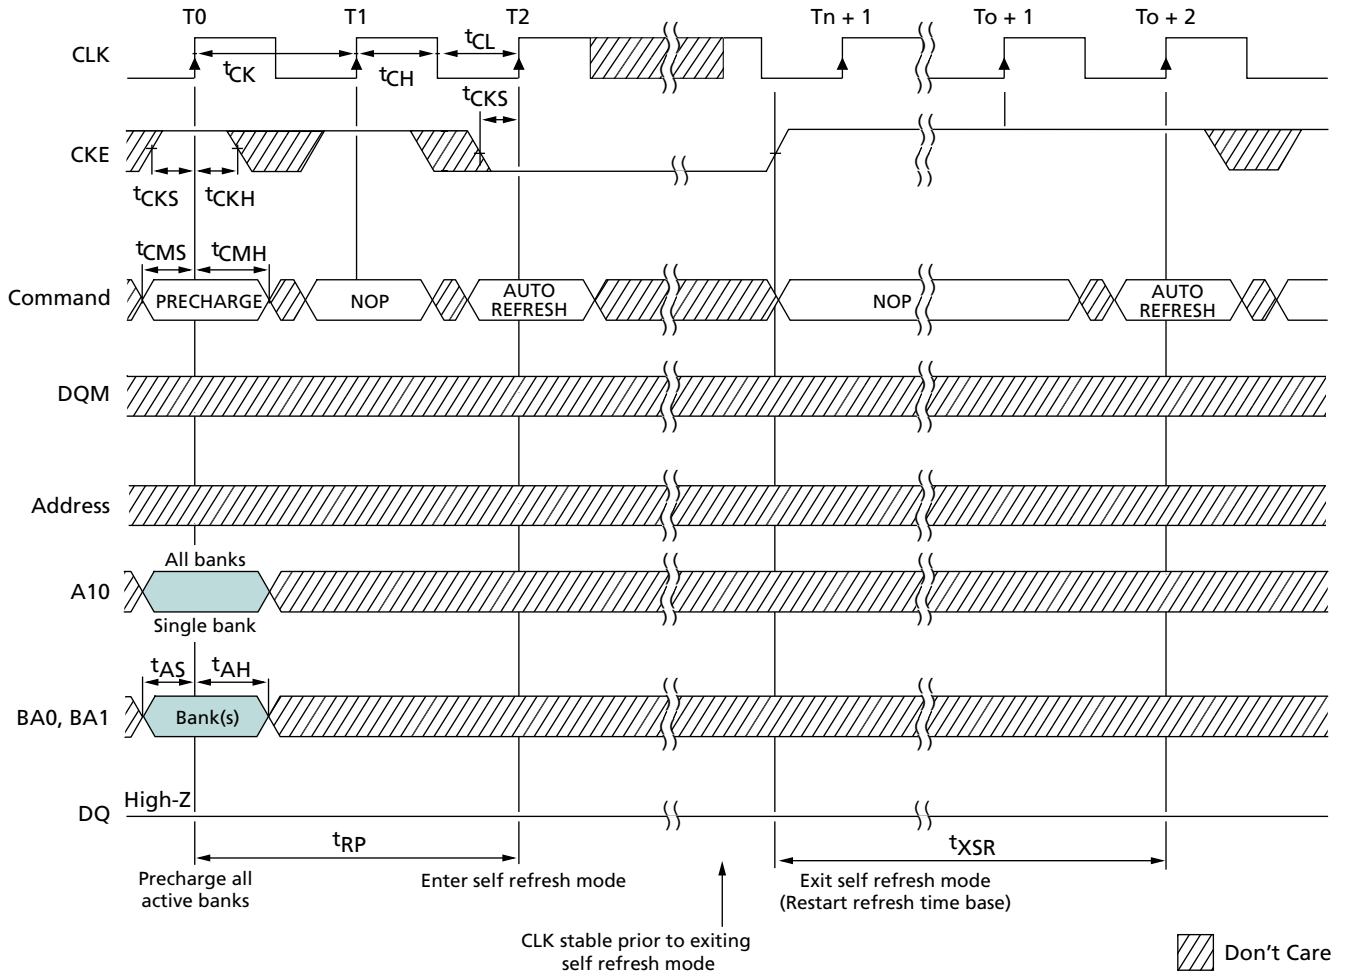 T0 T1 T2 Tn + 1 To + 1 To + 2
CLK
tCK tCH tCL
tCKS
CKE
tCKS tCKH
tCMS tCMH
Command PRECHARGE NOP AUTO REFRESH NOP AUTO REFRESH
DQM
Address
All banks
A10
Single bank
tAS tAH
BA0, BA1 Bank(s)
High-Z
DQ
tRP tXSR
Precharge all
active banks
Enter self refresh mode
Exit self refresh mode
(Restart refresh time base)
CLK stable prior to exiting
self refresh mode
Don't Care